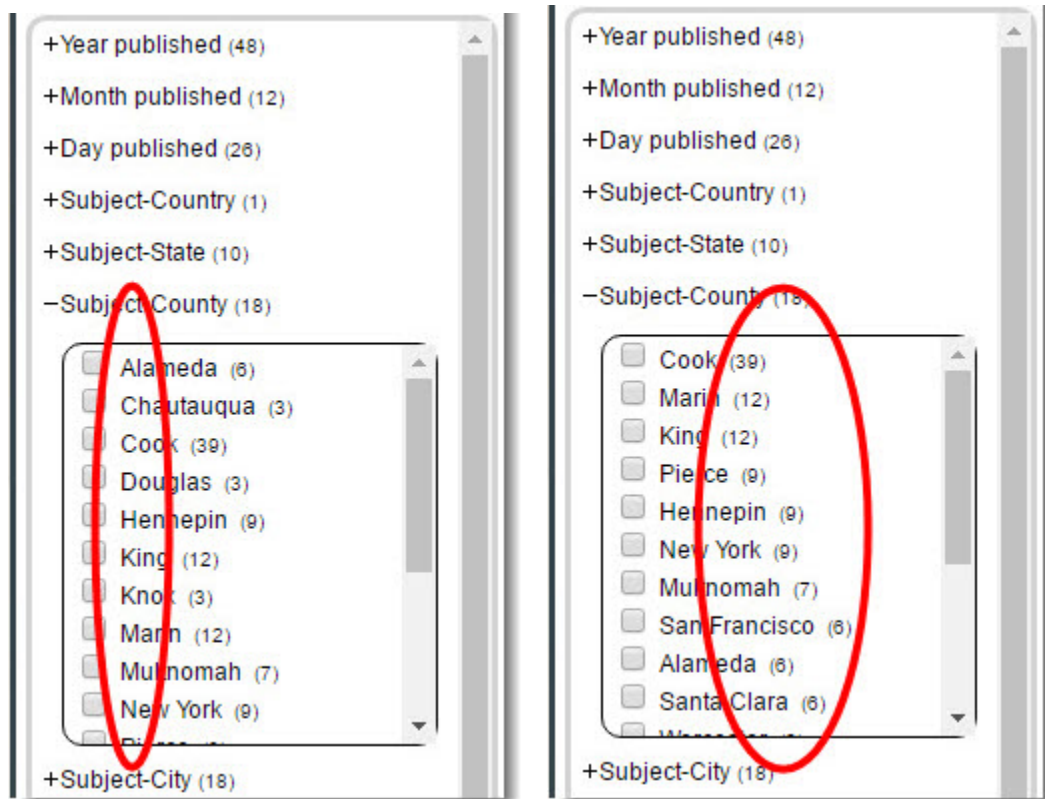 +Year published (48)
+Month published (12)
+Day published (26)
+Subject-Country (1)
+Subject-State (10)
−Subject-County (18)
Alameda (6)
Chautauqua (3)
Cook (39)
Douglas (3)
Hennepin (9)
King (12)
Knox (3)
Marin (12)
Multnomah (7)
New York (9)
+Subject-City (18)
+Year published (48)
+Month published (12)
+Day published (26)
+Subject-Country (1)
+Subject-State (10)
−Subject-County (18)
Cook (39)
Marin (12)
King (12)
Pierce (9)
Hennepin (9)
New York (9)
Multnomah (7)
San Francisco (6)
Alameda (6)
Santa Clara (6)
+Subject-City (18)